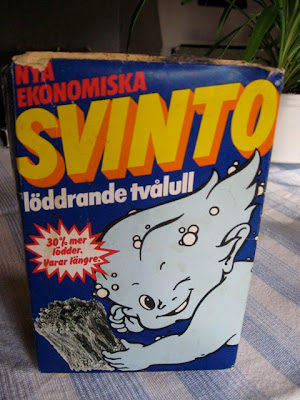 NYA
EKONOMISKA
SVINTO
löddrande tvålull
30% mer
lödder.
Varar längre.